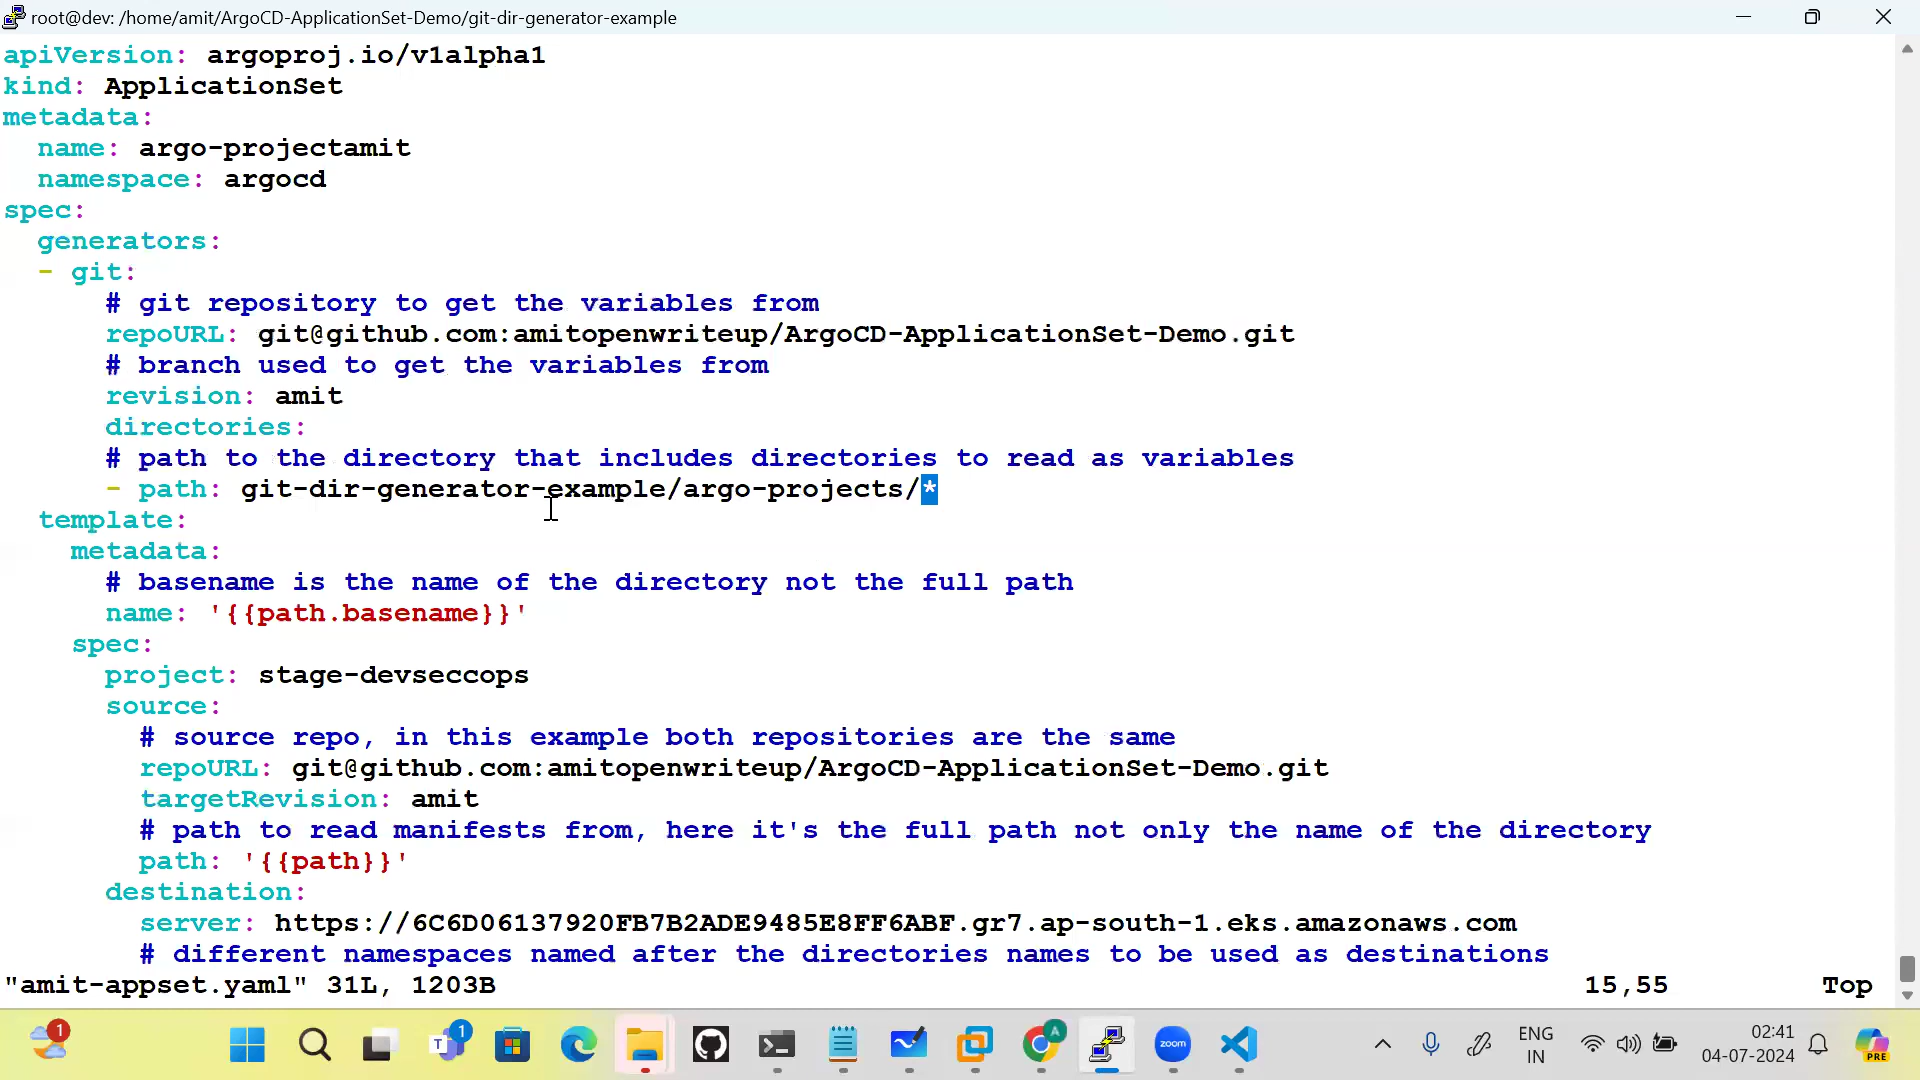 root@dev: /home/amit/ArgoCD-ApplicationSet-Demo/git-dir-generator-example
apiVersion: argoproj.io/v1alpha1
kind: ApplicationSet
metadata:
  name: argo-projectamit
  namespace: argocd
spec:
  generators:
  - git:
      # git repository to get the variables from
      repoURL: git@github.com:amitopenwriteup/ArgoCD-ApplicationSet-Demo.git
      # branch used to get the variables from
      revision: amit
      directories:
      # path to the directory that includes directories to read as variables
      - path: git-dir-generator-example/argo-projects/*
  template:
    metadata:
      # basename is the name of the directory not the full path
      name: '{{path.basename}}'
    spec:
      project: stage-devseccops
      source:
        # source repo, in this example both repositories are the same
        repoURL: git@github.com:amitopenwriteup/ArgoCD-ApplicationSet-Demo.git
        targetRevision: amit
        # path to read manifests from, here it's the full path not only the name of the directory
        path: '{{path}}'
      destination:
        server: https://6C6D06137920FB7B2ADE9485E8FF6ABF.gr7.ap-south-1.eks.amazonaws.com
        # different namespaces named after the directories names to be used as destinations
"amit-appset.yaml" 31L, 1203B 15,55 Top
1
1
T
A
zoom
ENG
IN
02:41
04-07-2024
PRE